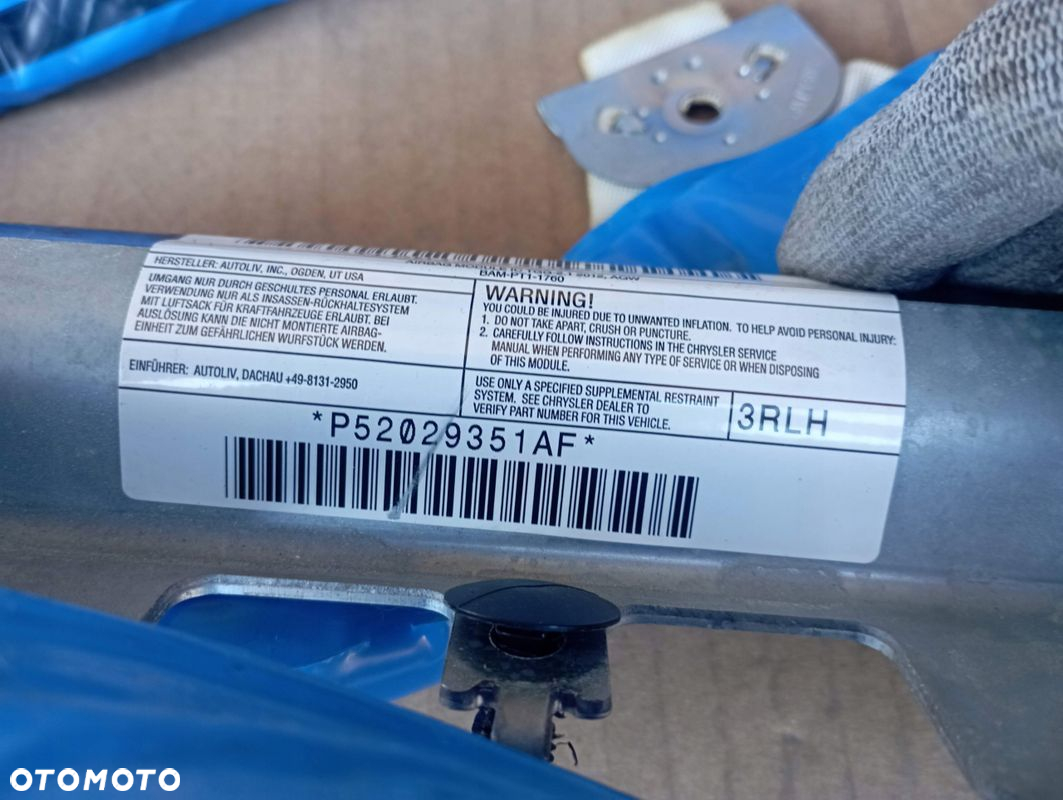 HERSTELLER: AUTOLIV, INC., OGDEN, UT USA
BAM-PT1-1760
UMGANG NUR DURCH GESCHULTES PERSONAL ERLAUBT.
VERWENDUNG NUR ALS INSASSEN-RÜCKHALTESYSTEM
MIT LUFTSACK FÜR KRAFTFAHRZEUGE ERLAUBT. BEI
AUSLÖSUNG KANN DIE NICHT MONTIERTE AIRBAG-
EINHEIT ZUM GEFÄHRLICHEN WURFSTÜCK WERDEN.
WARNING!
YOU COULD BE INJURED DUE TO UNWANTED INFLATION. TO HELP AVOID PERSONAL INJURY:
1. DO NOT TAKE APART, CRUSH OR PUNCTURE.
2. CAREFULLY FOLLOW INSTRUCTIONS IN THE CHRYSLER SERVICE
MANUAL WHEN PERFORMING ANY TYPE OF SERVICE OR WHEN DISPOSING
OF THIS MODULE.
EINFÜHRER: AUTOLIV, DACHAU +49-8131-2950
USE ONLY A SPECIFIED SUPPLEMENTAL RESTRAINT
SYSTEM. SEE CHRYSLER DEALER TO
VERIFY PART NUMBER FOR THIS VEHICLE.
3RLH
*P52029351AF*
OTOMOTO